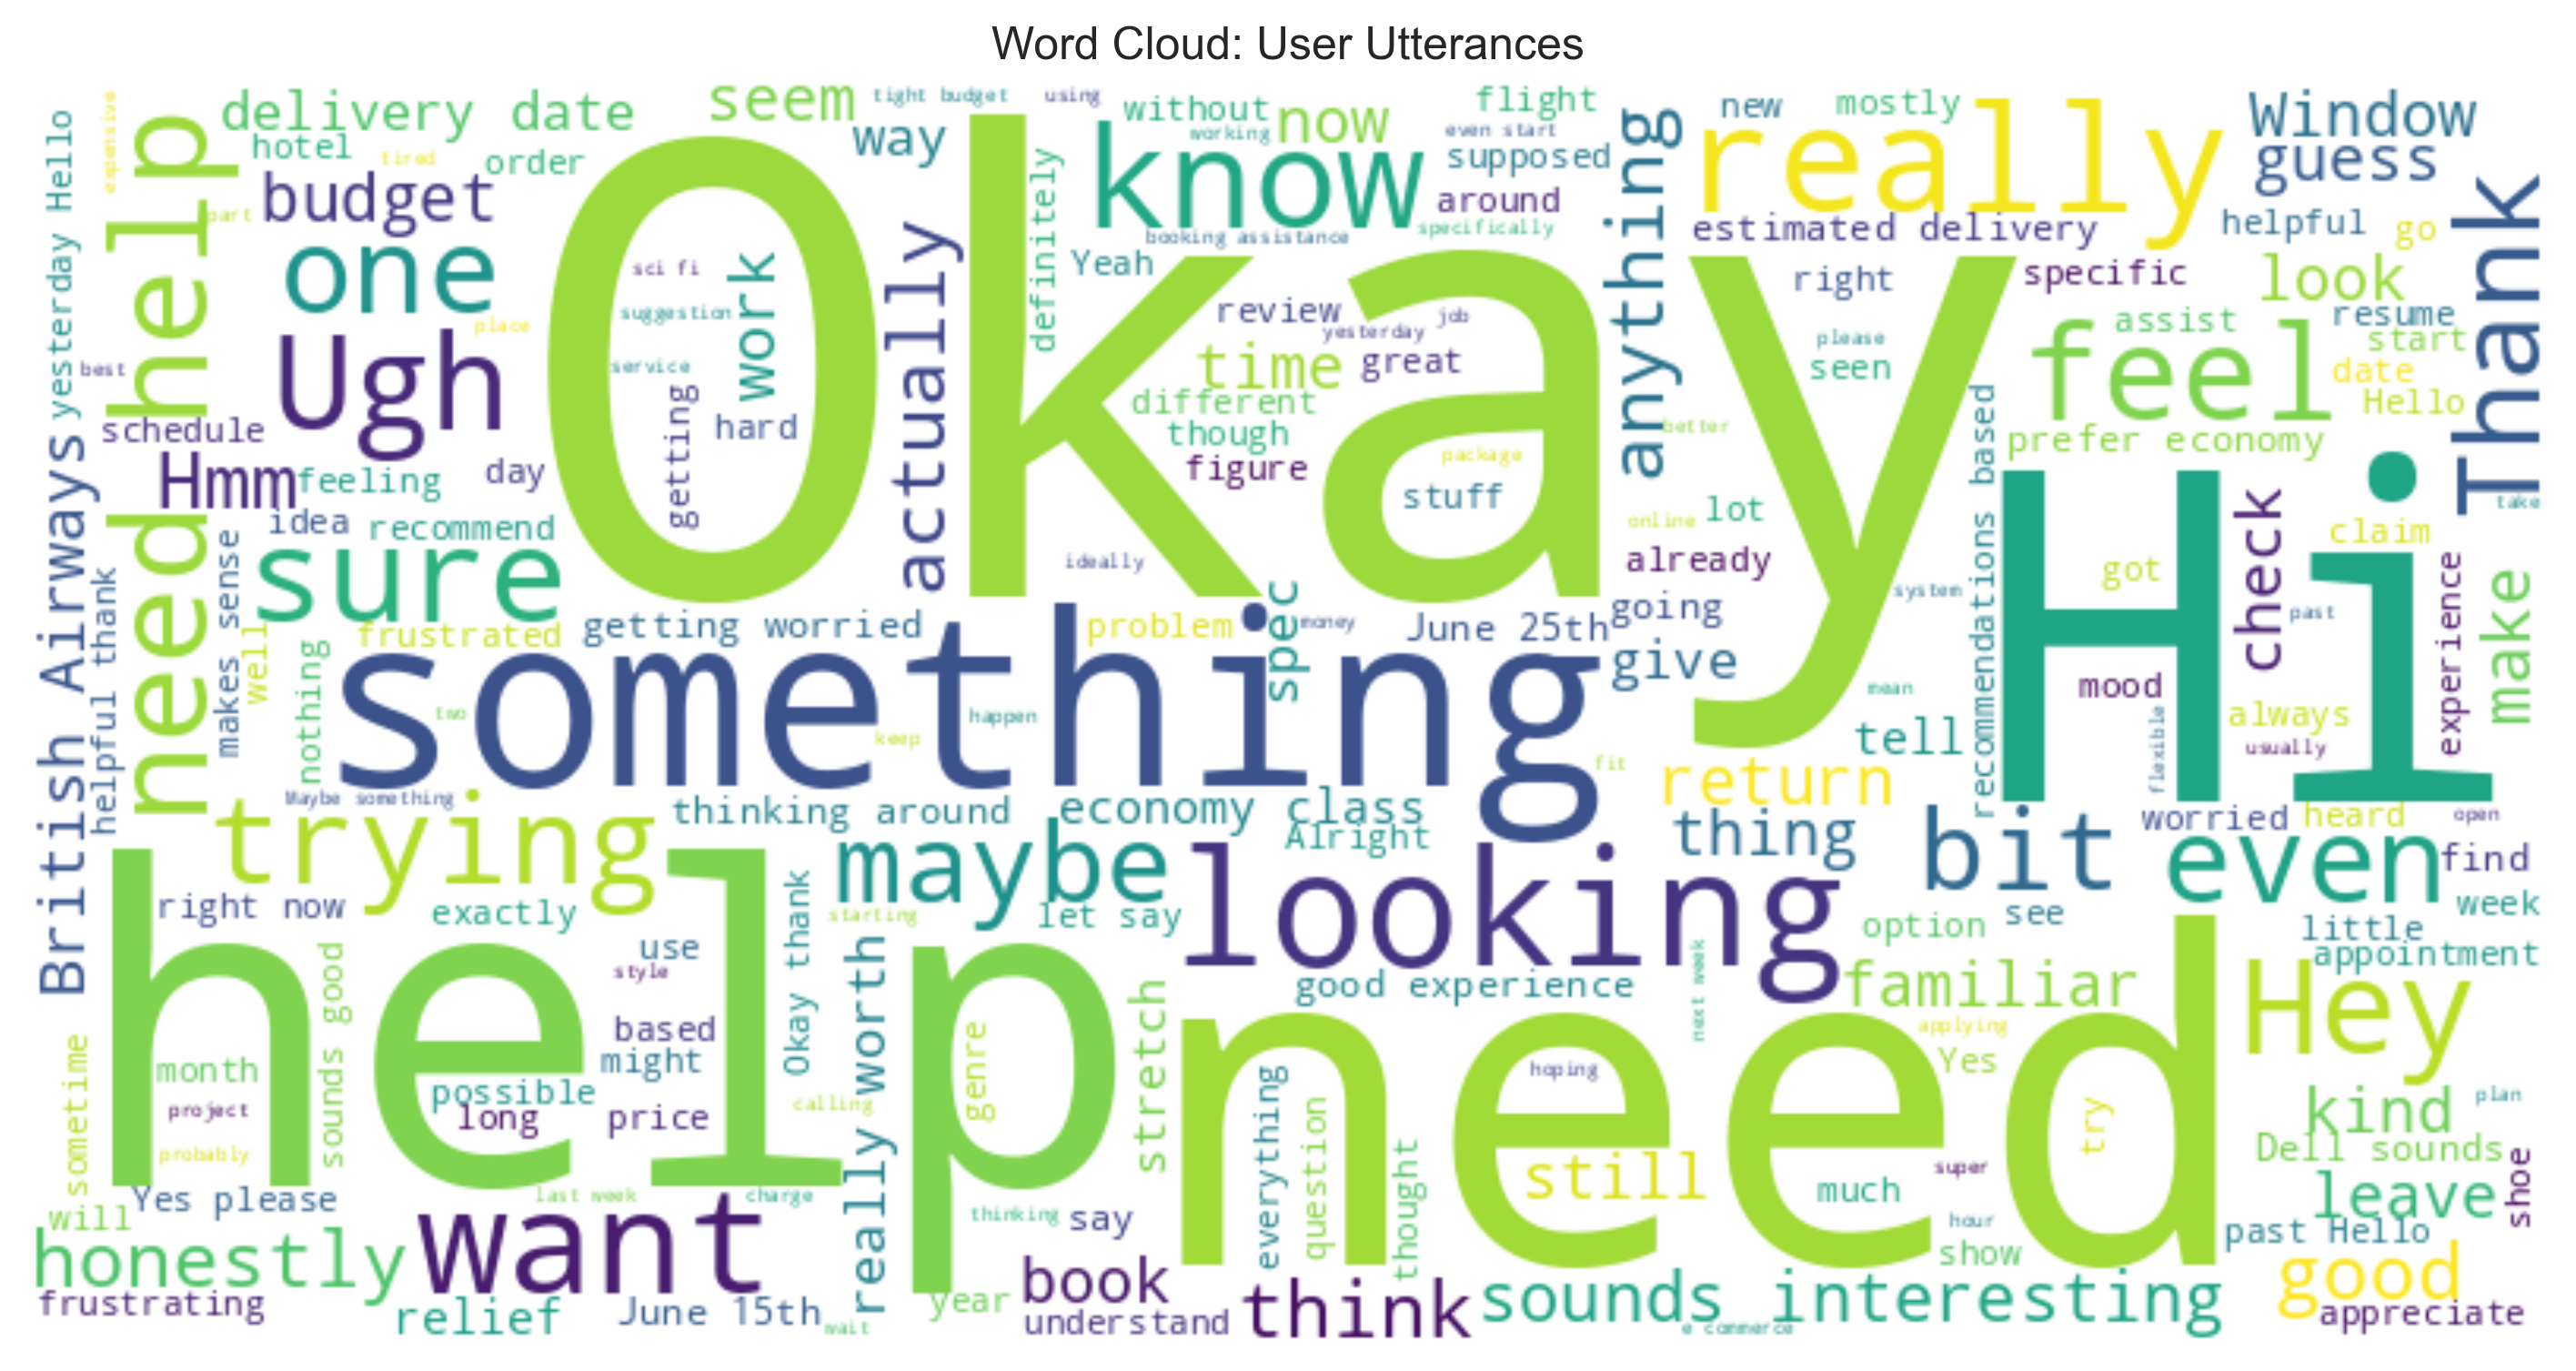 Word Cloud: User Utterances
delivery date
seem
tight budget
using
without
now
flight
new
mostly
really
Window
expensive
help
hotel
tired
order
way
working
even start
supposed
guess
yesterday Hello
part
budget
Okay
know
around
specifically
anything
estimated delivery
helpful
go
Thank
one
sci fi
work
actually
definitely
Yeah
booking assistance
right
specific
look
suggestion
place
review
yesterday
job
please
assist
resume
Ugh
best
service
time
great
seen
feel
start
date
getting
hard
different
though
better
Hello
schedule
prefer economy
Hmm
feeling
day
figure
package
stuff
recommendations based
Hi
check
take
idea
recommend
online
lot
claim
British Airways
need
sure
ideally
already
got
helpful thank
makes sense
well
frustrated
getting worried
problem
spec
money
June 25th
going
system
past
experience
make
nothing
something
give
mood
two
keep
happen
mean
tell
flexible
always
usually
fit
return
Maybe something
trying
thinking around
economy class
Alright
thing
bit
worried
heard
open
maybe
looking
even
find
right now
exactly
starting
let say
option
see
week
little
help
use
style
Okay thank
really worth
good experience
next week
familiar
appointment
Hey
sounds good
based
might
genre
stretch
need
applying
Yes
sometime
month
possible
hoping
project
long
price
calling
everything
question
try
kind
plan
probably
thought
still
super
Dell sounds
Yes please
last week
charge
much
leave
shoe
will
want
thinking
say
hour
past Hello
honestly
book
show
good
frustrating
relief
June 15th
wait
year
understand
think
sounds interesting
e commerce
appreciate